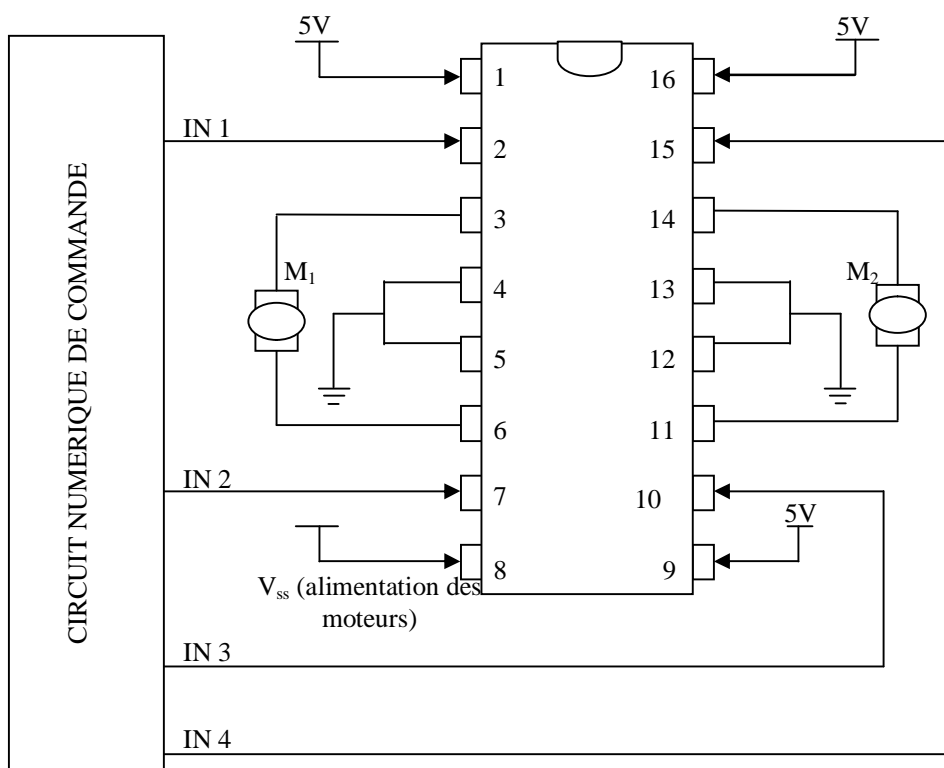 5V
5V
1
16
IN 1
2
15
3
14
M1
M2
4
13
5
12
6
11
IN 2
7
10
5V
8
9
Vss (alimentation des
moteurs)
IN 3
IN 4
CIRCUIT NUMERIQUE DE COMMANDE